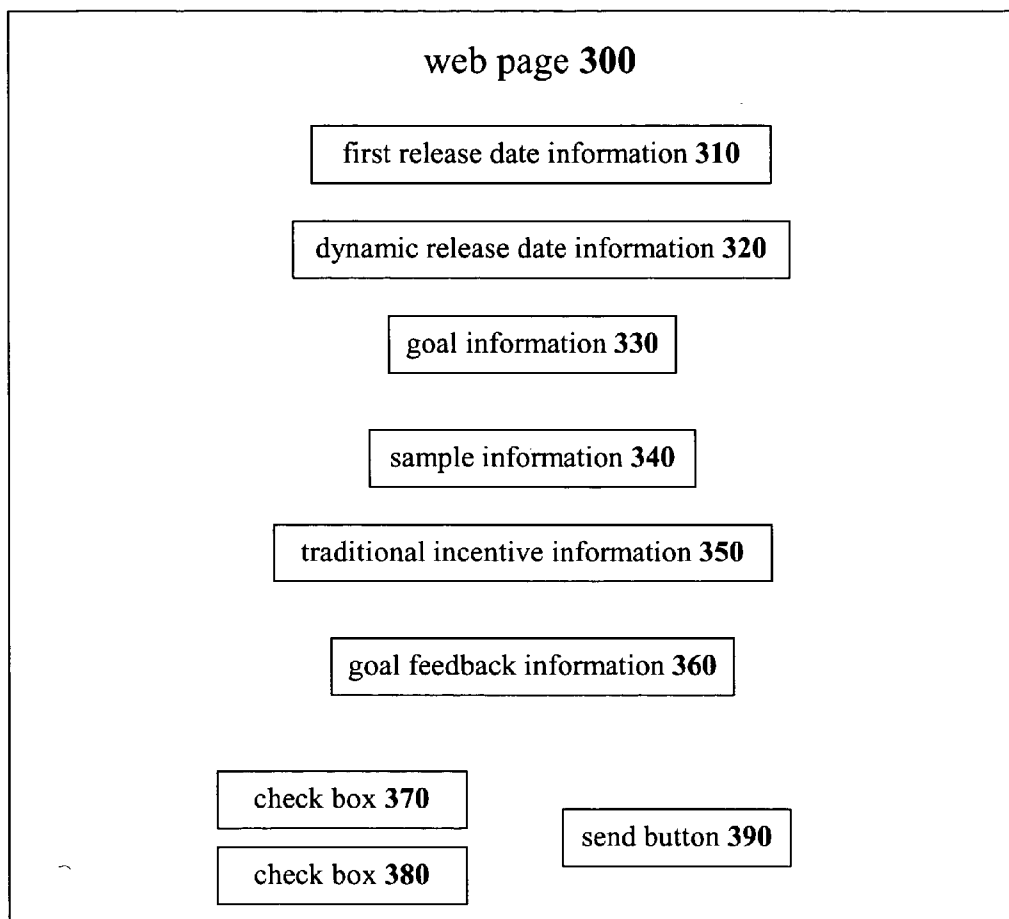 web page 300
first release date information 310
dynamic release date information 320
goal information 330
sample information 340
traditional incentive information 350
goal feedback information 360
check box 370
send button 390
check box 380